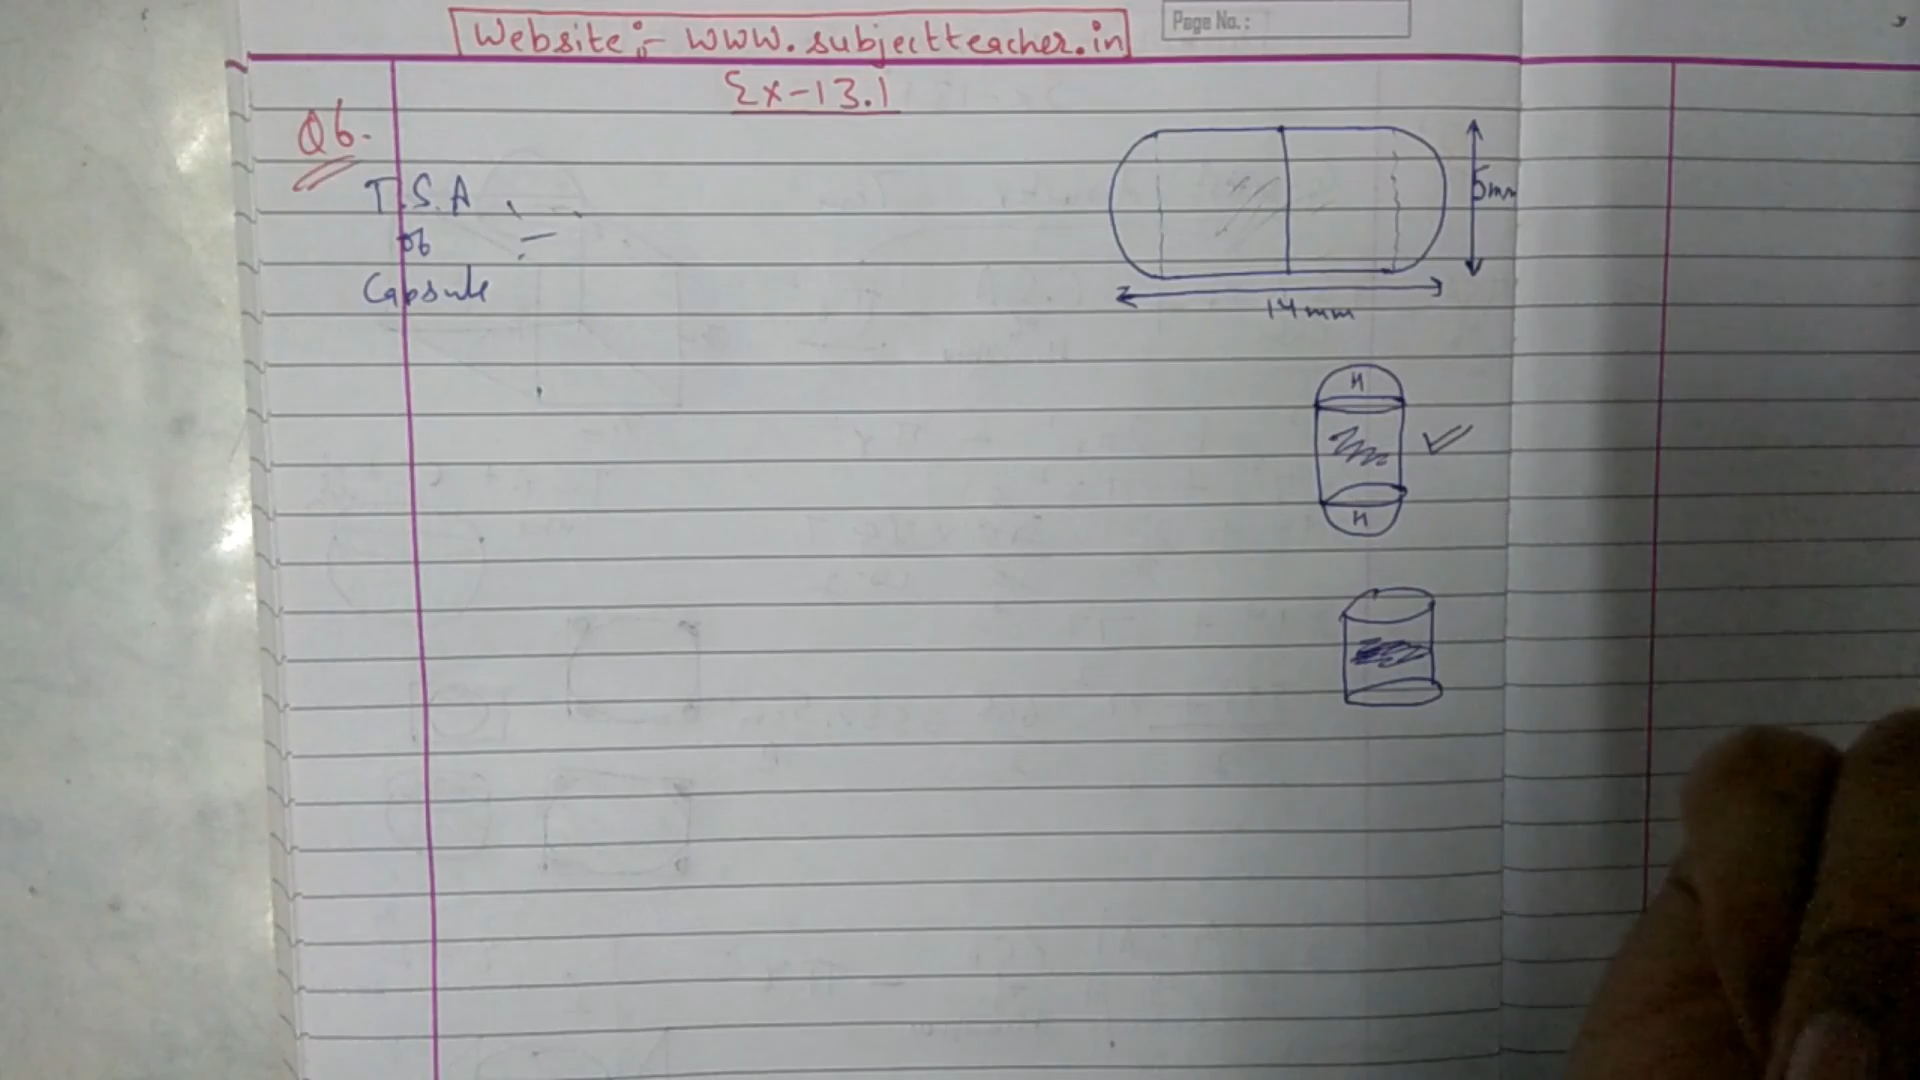 Website :- www.subjectteacher.in
Page No.:
Ex-13.1
Q6.
T.S.A
of
Capsule
5mm
14mm
H
H